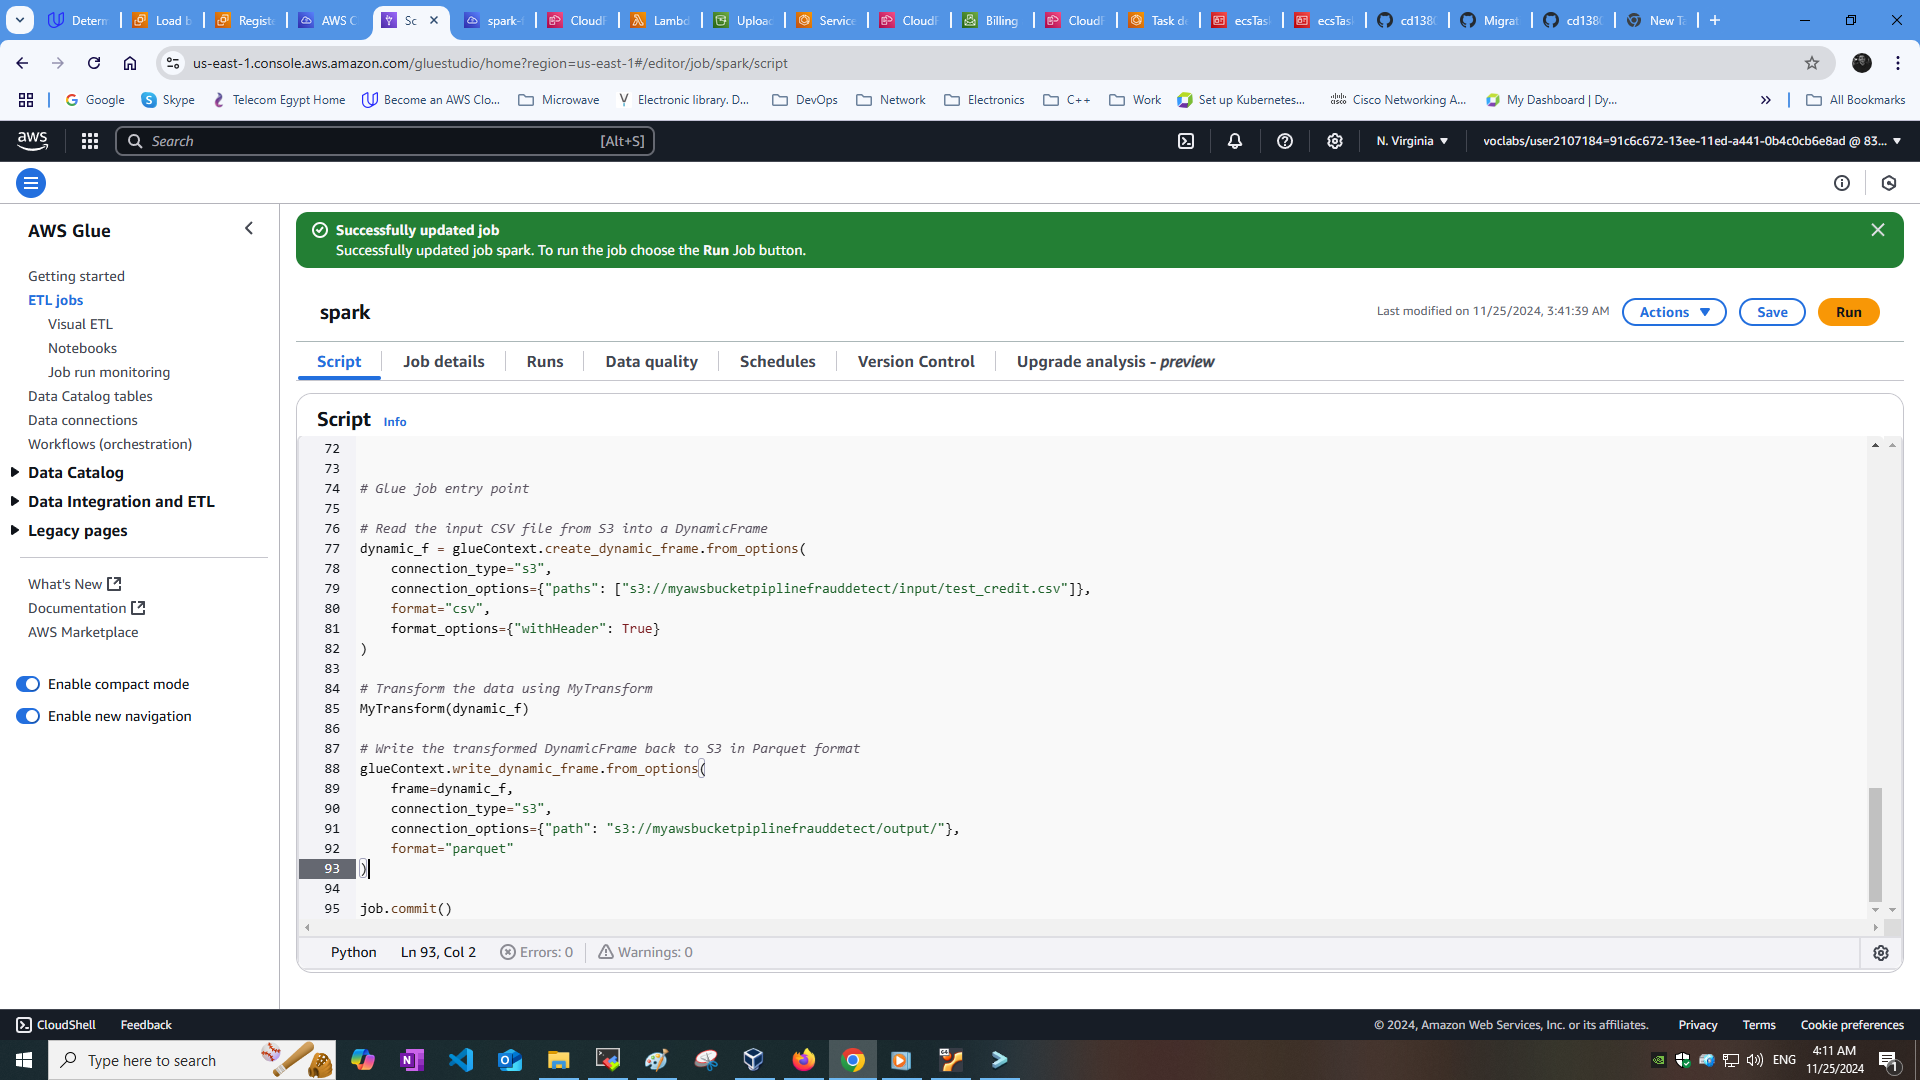 Determ
Load b
Registe
AWS C
Sc
spark-
CloudF
Lambd
Upload
Service
CloudF
Billing
CloudF
Task de
ecsTas
ecsTas
cd138
Migrat
cd138
New Ta
us-east-1.console.aws.amazon.com/gluestudio/home?region=us-east-1#/editor/job/spark/script
Google
Skype
Telecom Egypt Home
Become an AWS Clo...
Microwave
Electronic library. D...
DevOps
Network
Electronics
C++
Work
Set up Kubernetes...
Cisco Networking A...
My Dashboard | Dy...
All Bookmarks
aws
Search
[Alt+S]
N. Virginia
voclabs/user2107184=91c6c672-13ee-11ed-a441-0b4c0cb6e8ad @ 83...
AWS Glue
Getting started
ETL jobs
Visual ETL
Notebooks
Job run monitoring
Data Catalog tables
Data connections
Workflows (orchestration)
Data Catalog
Data Integration and ETL
Legacy pages
What's New
Documentation
AWS Marketplace
Enable compact mode
Enable new navigation
Successfully updated job
Successfully updated job spark. To run the job choose the Run Job button.
spark
Last modified on 11/25/2024, 3:41:39 AM
Actions
Save
Run
Script
Job details
Runs
Data quality
Schedules
Version Control
Upgrade analysis - preview
Script Info
72
73
74 # Glue job entry point
75
76 # Read the input CSV file from S3 into a DynamicFrame
77 dynamic_f = glueContext.create_dynamic_frame.from_options(
78     connection_type="s3",
79     connection_options={"paths": ["s3://myawsbucketpiplinefrauddetect/input/test_credit.csv"]},
80     format="csv",
81     format_options={"withHeader": True}
82 )
83
84 # Transform the data using MyTransform
85 MyTransform(dynamic_f)
86
87 # Write the transformed DynamicFrame back to S3 in Parquet format
88 glueContext.write_dynamic_frame.from_options(
89     frame=dynamic_f,
90     connection_type="s3",
91     connection_options={"path": "s3://myawsbucketpiplinefrauddetect/output/"},
92     format="parquet"
93 )
94
95 job.commit()
Python
Ln 93, Col 2
Errors: 0
Warnings: 0
CloudShell
Feedback
© 2024, Amazon Web Services, Inc. or its affiliates.
Privacy
Terms
Cookie preferences
Type here to search
ENG
4:11 AM
11/25/2024
1